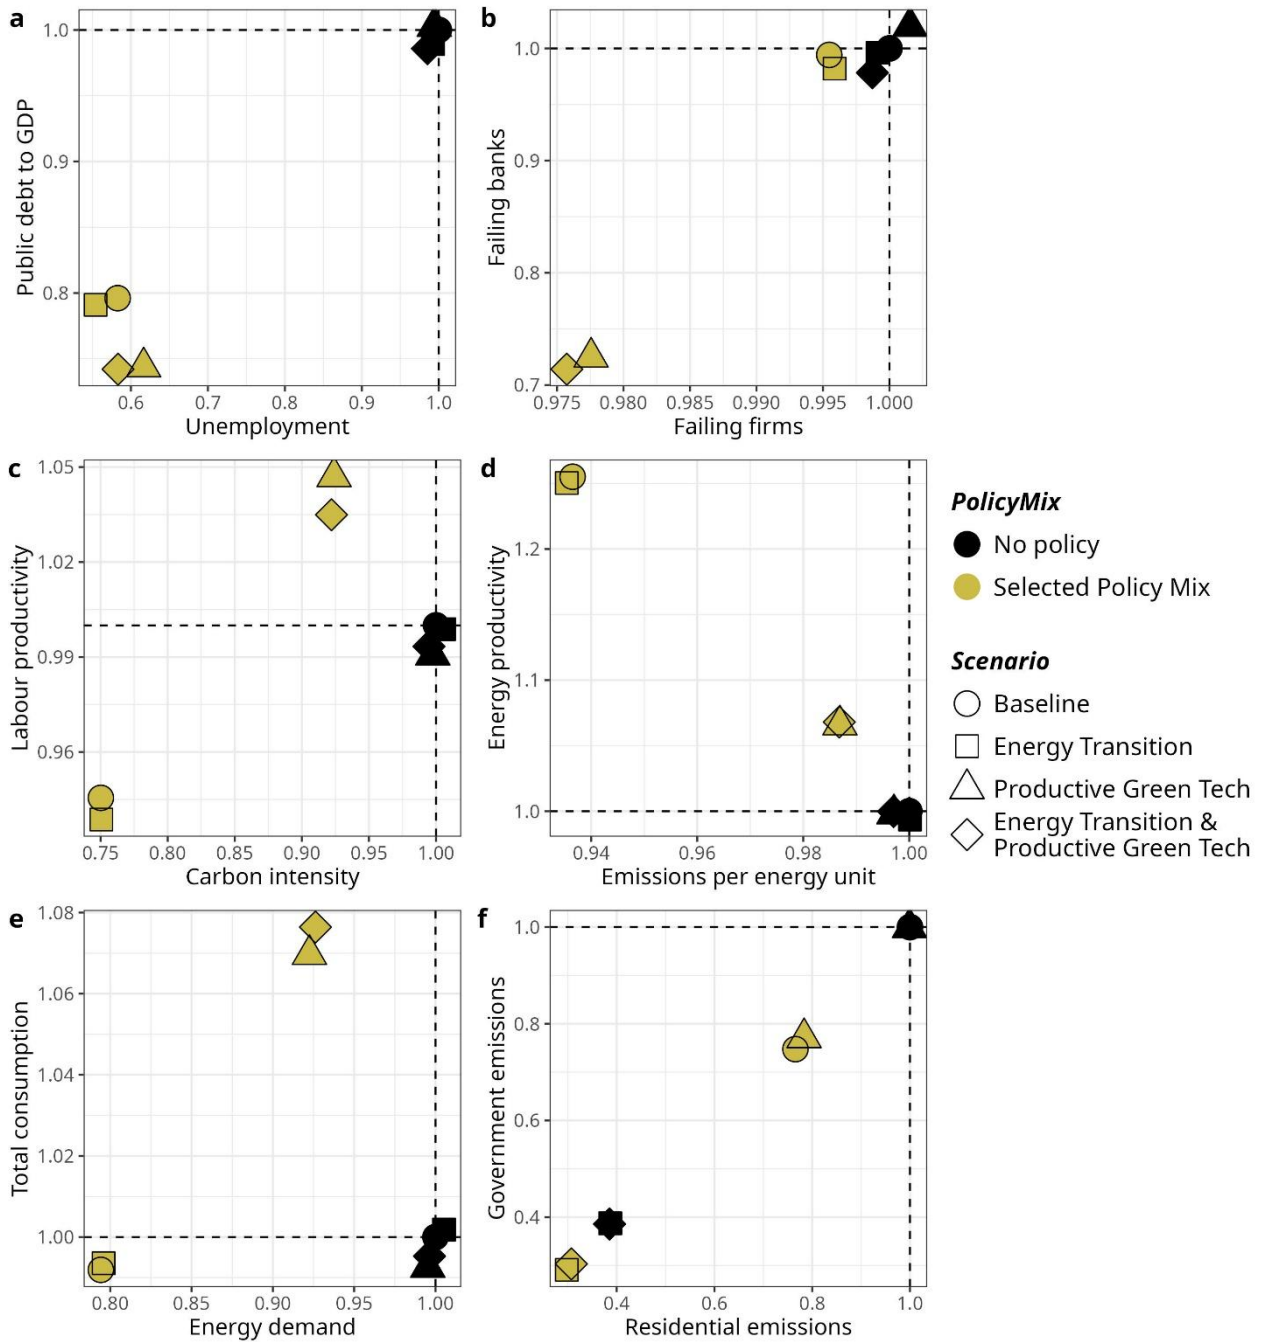 a
1.0
0.9
0.8
Public debt to GDP
0.6 0.7 0.8 0.9 1.0
Unemployment
b
1.0
0.9
0.8
0.7
Failing banks
0.975 0.980 0.985 0.990 0.995 1.000
Failing firms
c
1.05
1.02
0.99
0.96
Labour productivity
0.75 0.80 0.85 0.90 0.95 1.00
Carbon intensity
d
1.2
1.1
1.0
Energy productivity
0.94 0.96 0.98 1.00
Emissions per energy unit
e
1.08
1.06
1.04
1.02
1.00
Total consumption
0.80 0.85 0.90 0.95 1.00
Energy demand
f
1.0
0.8
0.6
0.4
Government emissions
0.4 0.6 0.8 1.0
Residential emissions
PolicyMix
No policy
Selected Policy Mix
Scenario
Baseline
Energy Transition
Productive Green Tech
Energy Transition &
Productive Green Tech